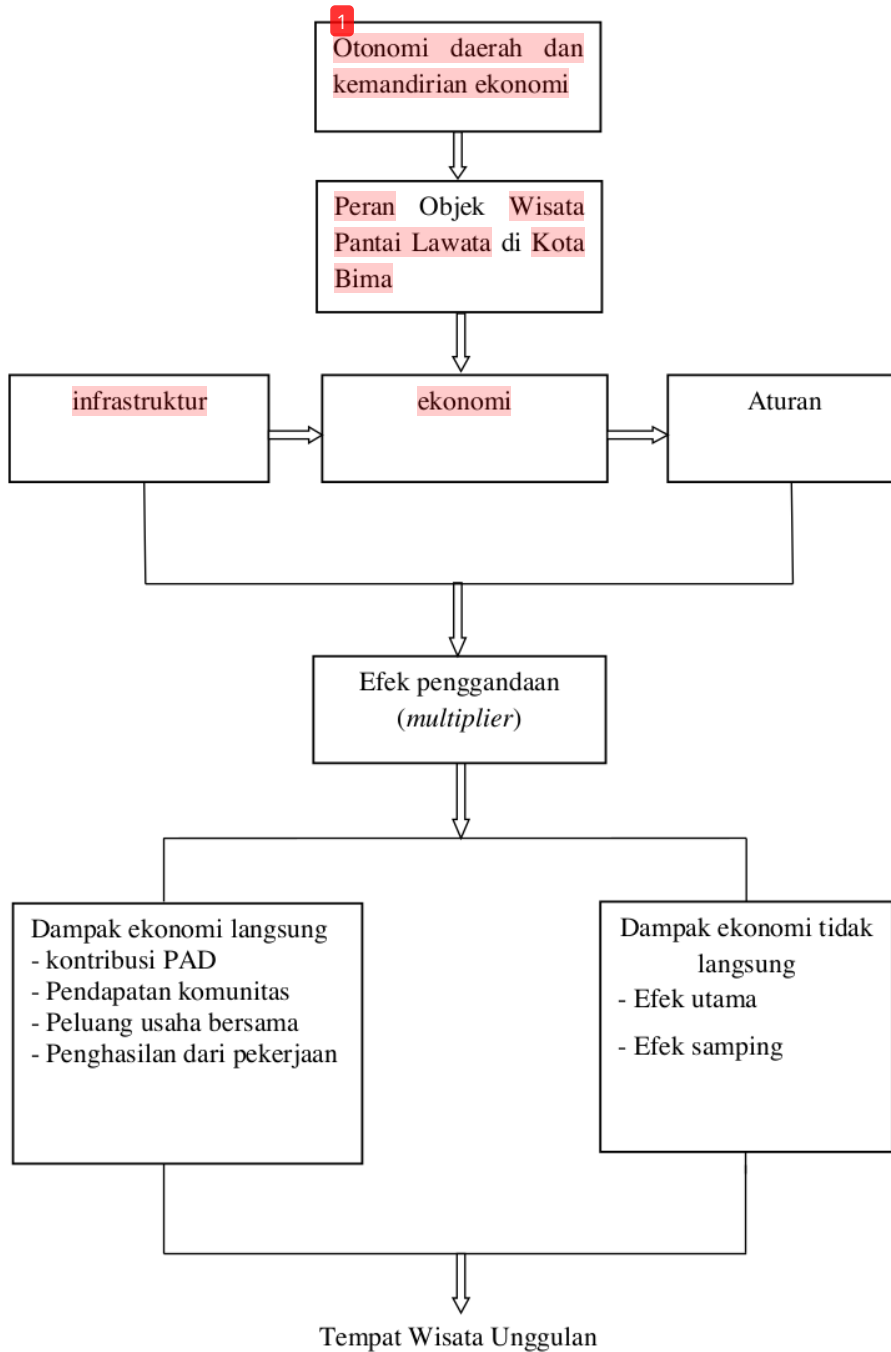 1
Otonomi daerah dan
kemandirian ekonomi
Peran Objek Wisata
Pantai Lawata di Kota
Bima
infrastruktur
ekonomi
Aturan
Efek penggandaan
(multiplier)
Dampak ekonomi langsung
- kontribusi PAD
- Pendapatan komunitas
- Peluang usaha bersama
- Penghasilan dari pekerjaan
Dampak ekonomi tidak
langsung
- Efek utama
- Efek samping
Tempat Wisata Unggulan